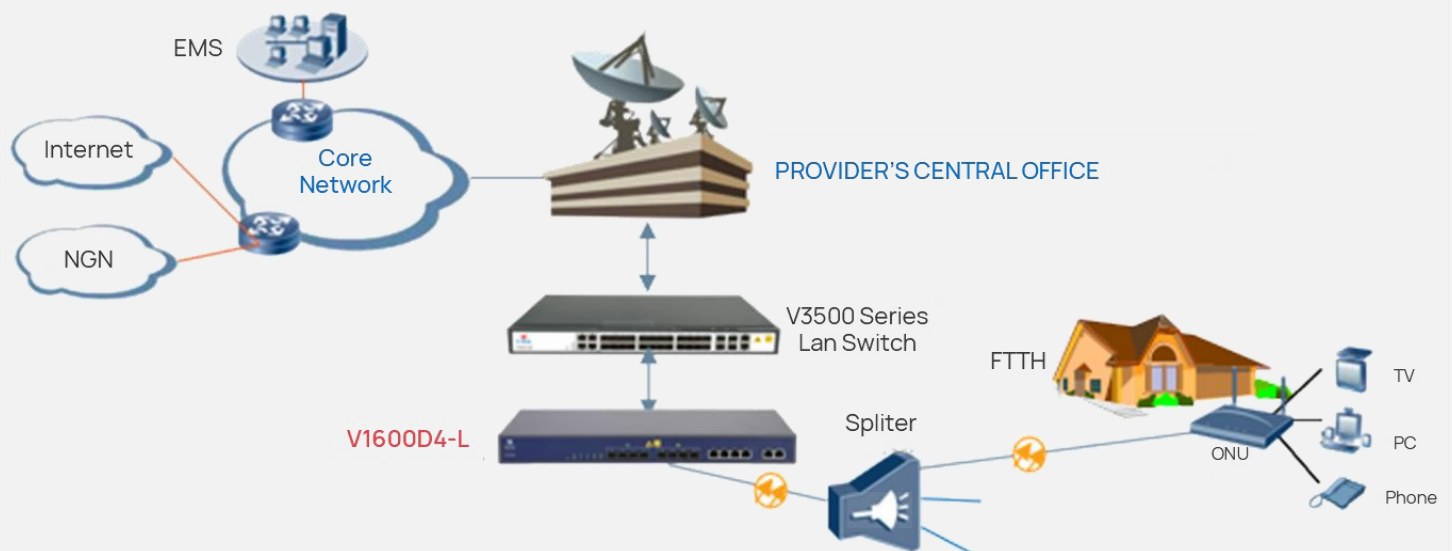 EMS
Internet
Core
Network
PROVIDER'S CENTRAL OFFICE
NGN
V3500 Series
Lan Switch
FTTH
TV
V1600D4-L
Spliter
ONU
PC
Phone